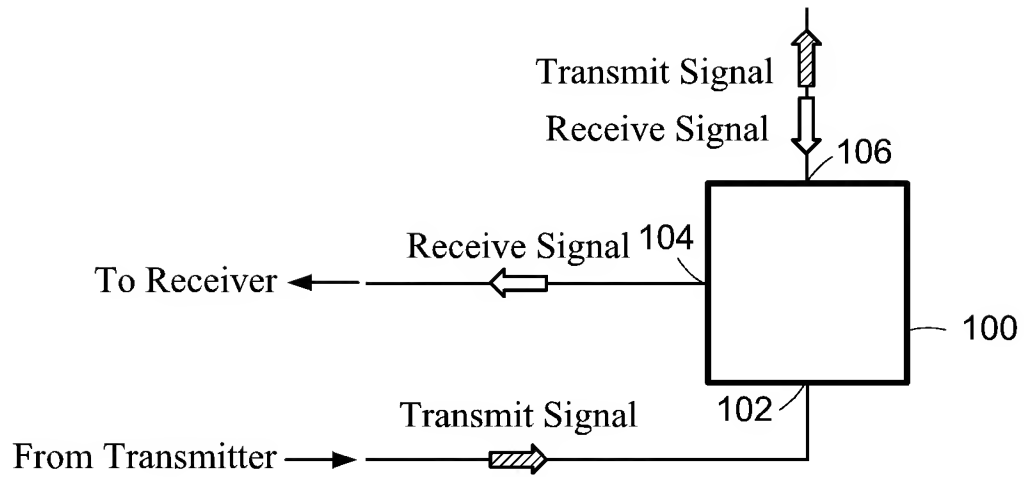 Transmit Signal
Receive Signal
106
Receive Signal
104
To Receiver
100
102
Transmit Signal
From Transmitter